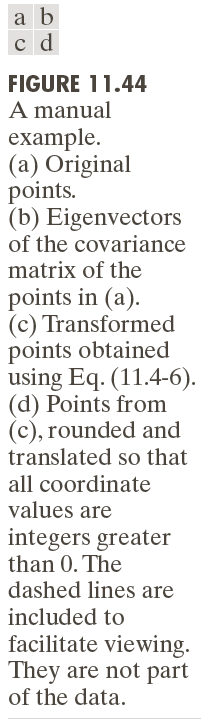 a b
c d
FIGURE 11.44
A manual
example.
(a) Original
points.
(b) Eigenvectors
of the covariance
matrix of the
points in (a).
(c) Transformed
points obtained
using Eq. (11.4-6).
(d) Points from
(c), rounded and
translated so that
all coordinate
values are
integers greater
than 0. The
dashed lines are
included to
facilitate viewing.
They are not part
of the data.